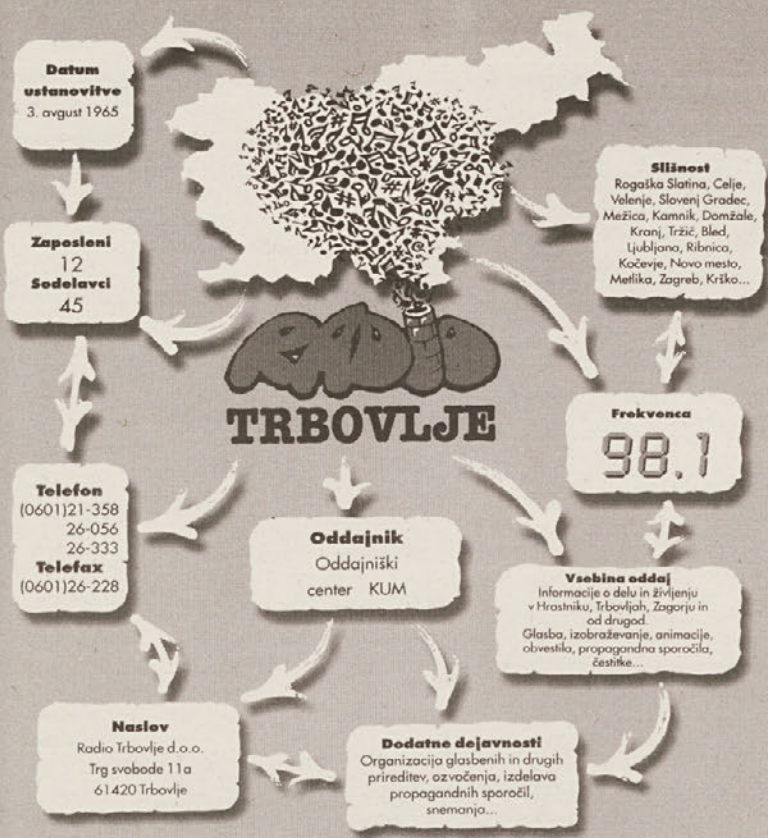 Datum
ustanovitve
3. avgust 1965
Zaposleni
12
Sodelavci
45
Slišnost
Rogaška Slatina, Celje,
Velenje, Slovenj Gradec,
Mežica, Kamnik, Domžale,
Kranj, Tržič, Bled,
Ljubljana, Ribnica,
Kočevje, Novo mesto,
Metlika, Zagreb, Krško...
RADIO
TRBOVLJE
Frekvenca
98.1
Telefon
(0601)21-358
26-056
26-333
Telefax
(0601)26-228
Oddajnik
Oddajniški
center KUM
Vsebina oddaj
Informacije o delu in življenju
v Hrastniku, Trbovljah, Zagorju in
od drugod.
Glasba, izobraževanje, animacije,
obvestila, propagandna sporočila,
čestitke...
Naslov
Radio Trbovlje d.o.o.
Trg svobode 11a
61420 Trbovlje
Dodatne dejavnosti
Organizacija glasbenih in drugih
prireditev, ozvočenja, izdelava
propagandnih sporočil,
snemanja...